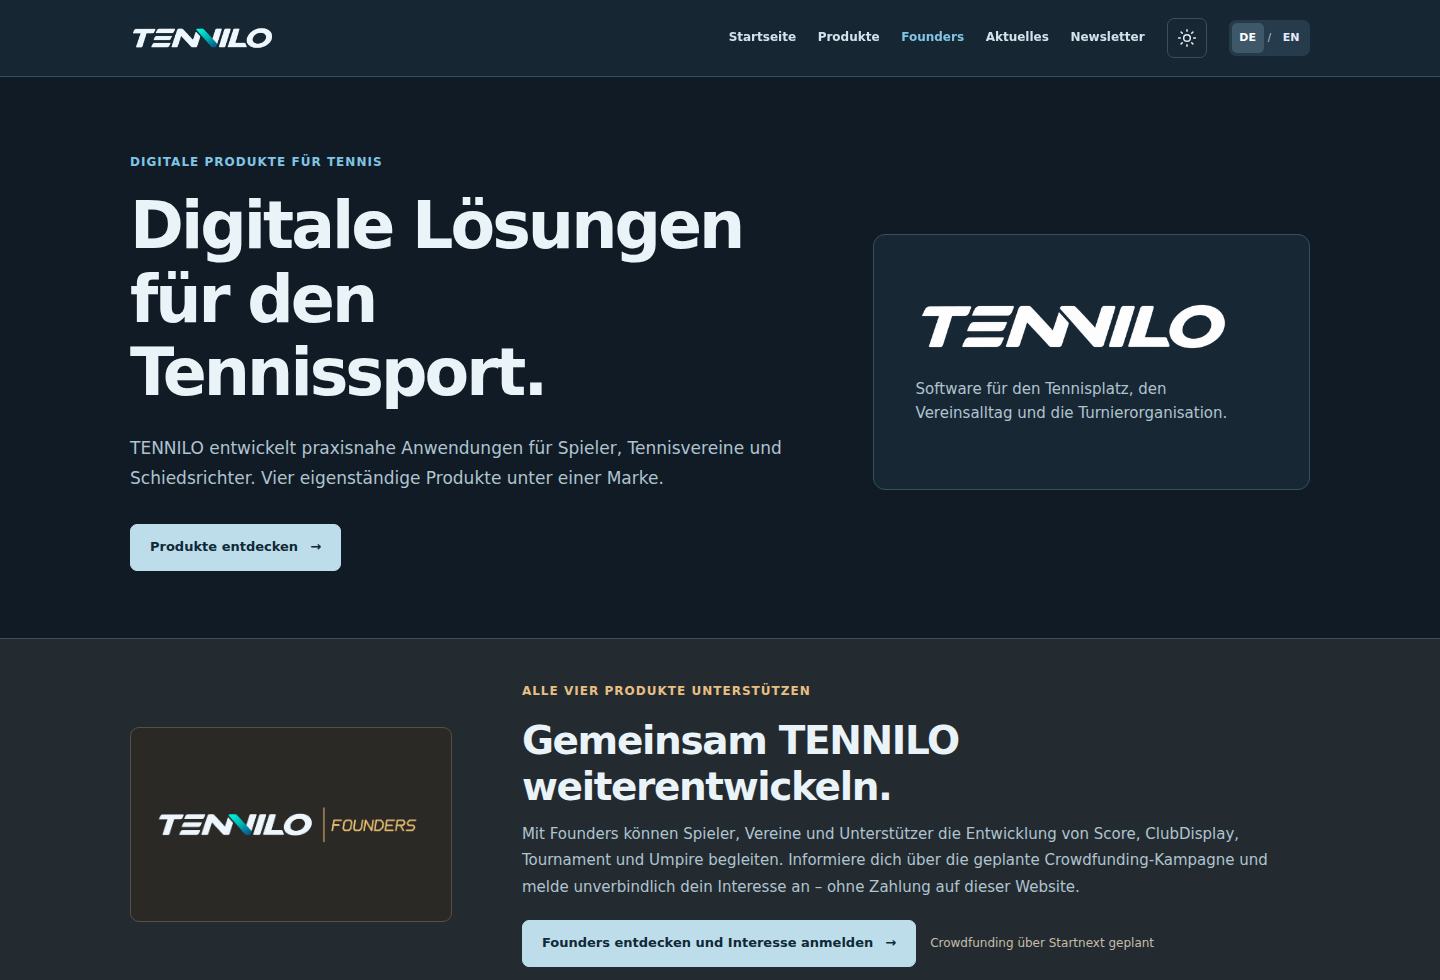 TENNILO
Startseite Produkte Founders Aktuelles Newsletter DE / EN
DIGITALE PRODUKTE FÜR TENNIS
Digitale Lösungen
für den
Tennissport.
TENNILO entwickelt praxisnahe Anwendungen für Spieler, Tennisvereine und
Schiedsrichter. Vier eigenständige Produkte unter einer Marke.
Produkte entdecken →
TENNILO
Software für den Tennisplatz, den
Vereinsalltag und die Turnierorganisation.
TENNILO | FOUNDERS
ALLE VIER PRODUKTE UNTERSTÜTZEN
Gemeinsam TENNILO
weiterentwickeln.
Mit Founders können Spieler, Vereine und Unterstützer die Entwicklung von Score, ClubDisplay,
Tournament und Umpire begleiten. Informiere dich über die geplante Crowdfunding-Kampagne und
melde unverbindlich dein Interesse an – ohne Zahlung auf dieser Website.
Founders entdecken und Interesse anmelden → Crowdfunding über Startnext geplant